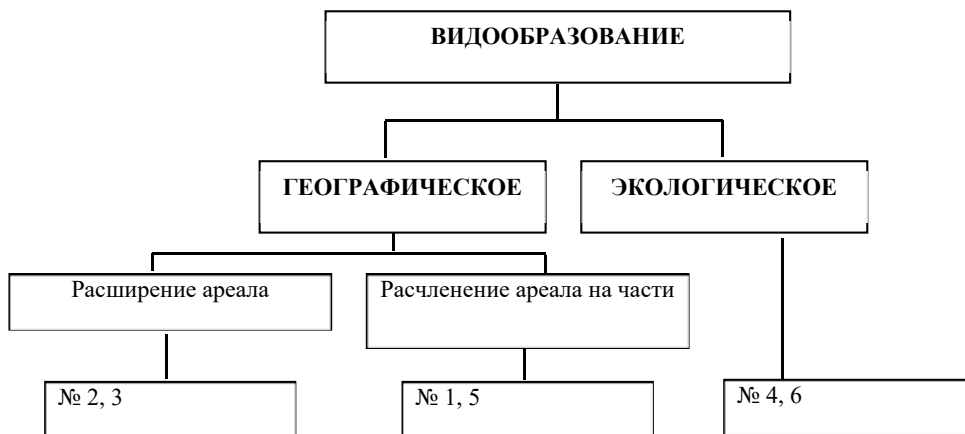 ВИДООБРАЗОВАНИЕ
ГЕОГРАФИЧЕСКОЕ
ЭКОЛОГИЧЕСКОЕ
Расширение ареала
Расчленение ареала на части
№ 2, 3
№ 1, 5
№ 4, 6